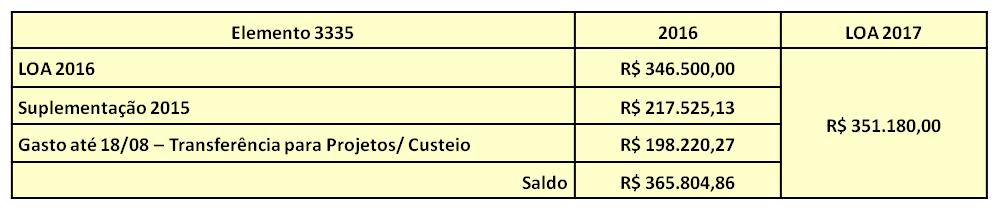 Elemento 3335 2016 LOA 2017
LOA 2016 R$ 346.500,00
Suplementação 2015 R$ 217.525,13
R$ 351.180,00
Gasto até 18/08 – Transferência para Projetos/ Custeio R$ 198.220,27
Saldo R$ 365.804,86